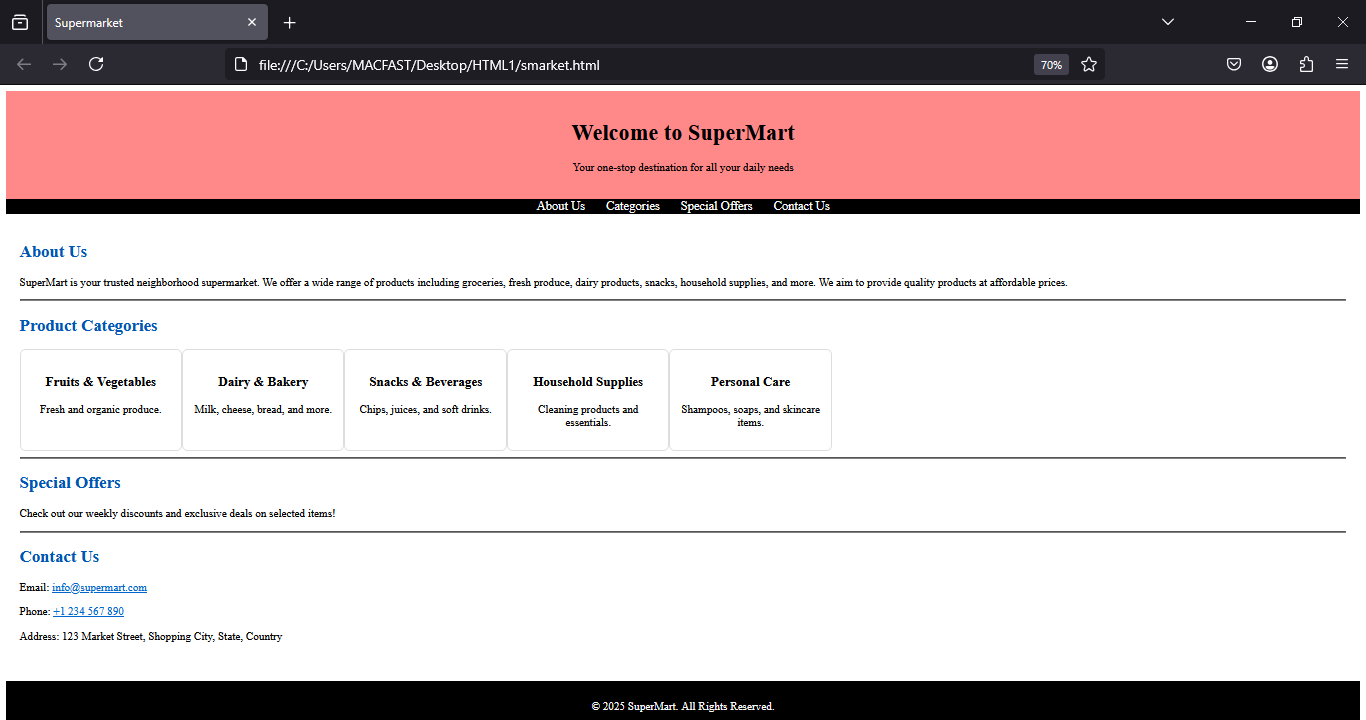 Supermarket
file:///C:/Users/MACFAST/Desktop/HTML1/smarket.html
70%
Welcome to SuperMart
Your one-stop destination for all your daily needs
About Us Categories Special Offers Contact Us
About Us
SuperMart is your trusted neighborhood supermarket. We offer a wide range of products including groceries, fresh produce, dairy products, snacks, household supplies, and more. We aim to provide quality products at affordable prices.
Product Categories
Fruits & Vegetables
Fresh and organic produce.
Dairy & Bakery
Milk, cheese, bread, and more.
Snacks & Beverages
Chips, juices, and soft drinks.
Household Supplies
Cleaning products and
essentials.
Personal Care
Shampoos, soaps, and skincare
items.
Special Offers
Check out our weekly discounts and exclusive deals on selected items!
Contact Us
Email: info@supermart.com
Phone: +1 234 567 890
Address: 123 Market Street, Shopping City, State, Country
© 2025 SuperMart. All Rights Reserved.